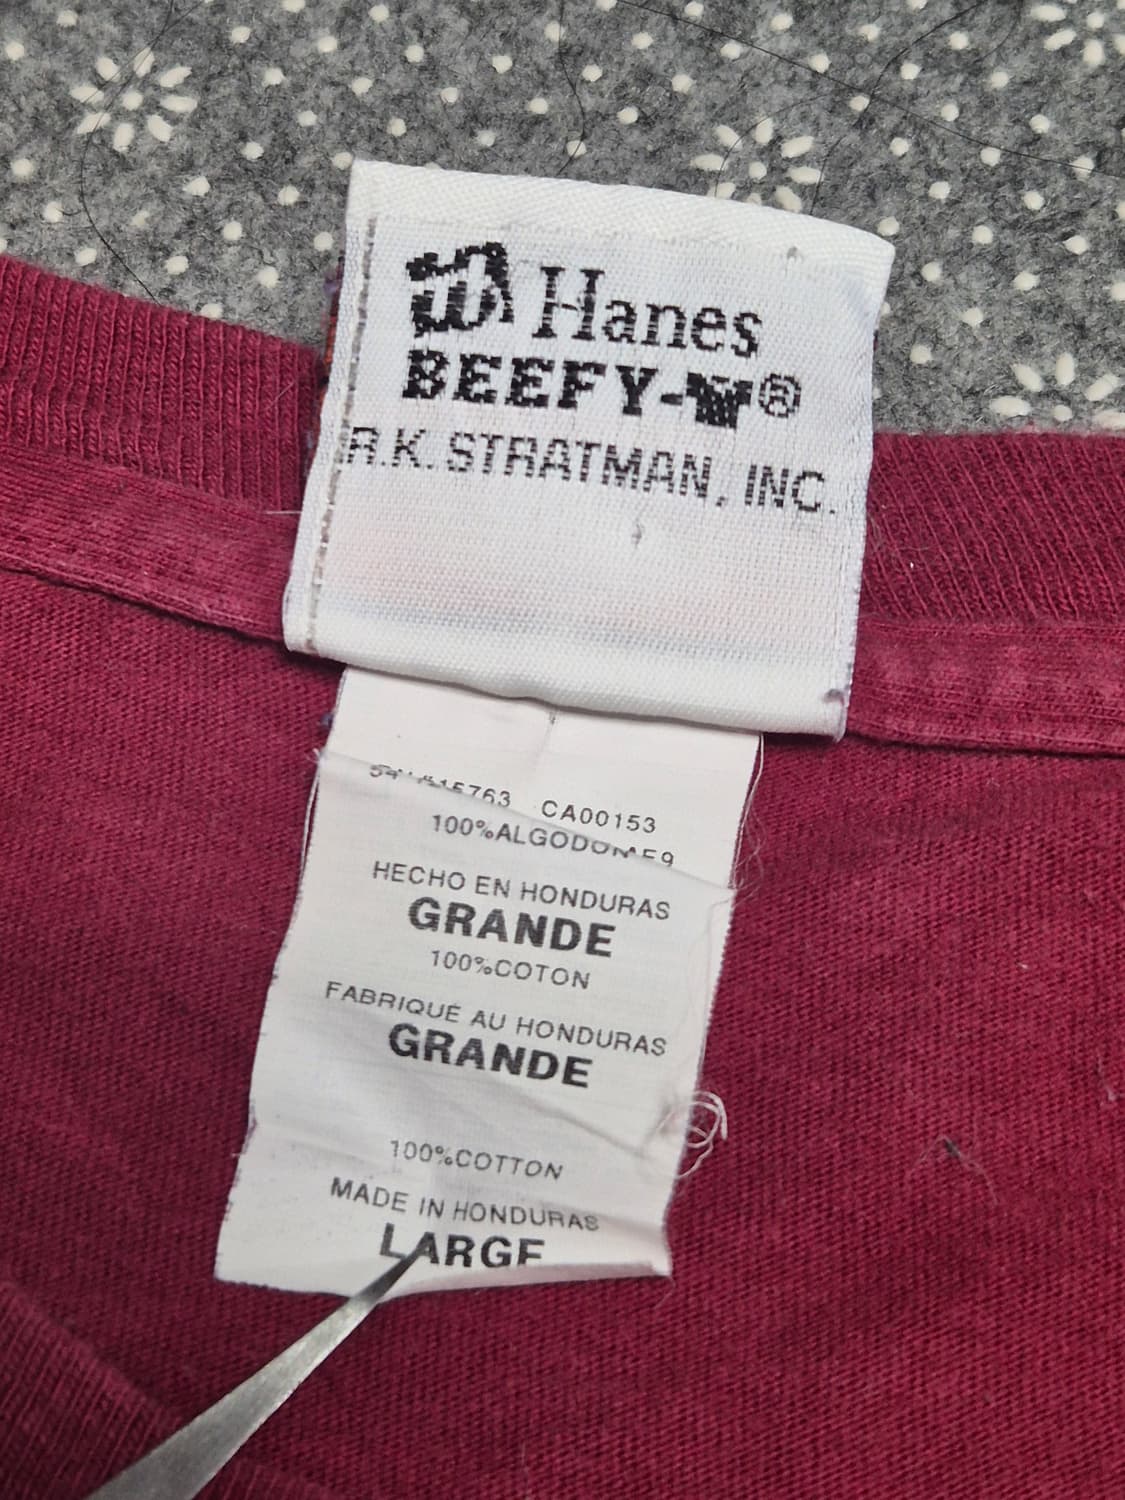 Hanes
BEEFY-®
R.K. STRATMAN, INC.
CA00153
100%ALGODON
HECHO EN HONDURAS
GRANDE
100%COTON
FABRIQUÉ AU HONDURAS
GRANDE
100%COTTON
MADE IN HONDURAS
LARGE